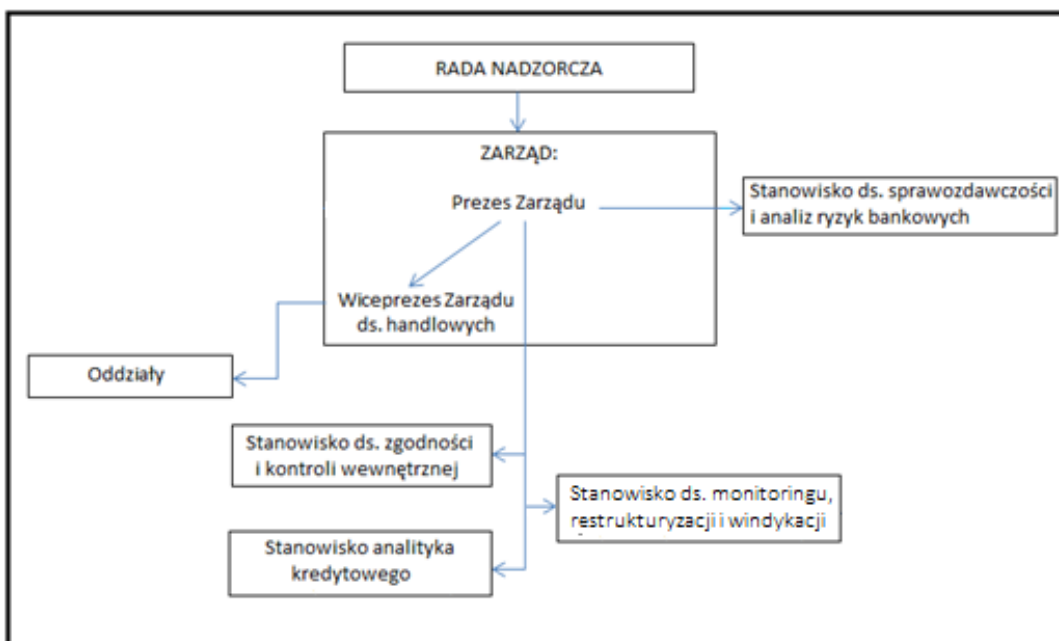 RADA NADZORCZA
ZARZĄD:
Prezes Zarządu
Stanowisko ds. sprawozdawczości
i analiz ryzyk bankowych
Wiceprezes Zarządu
ds. handlowych
Oddziały
Stanowisko ds. zgodności
i kontroli wewnętrznej
Stanowisko ds. monitoringu,
restrukturyzacji i windykacji
Stanowisko analityka
kredytowego